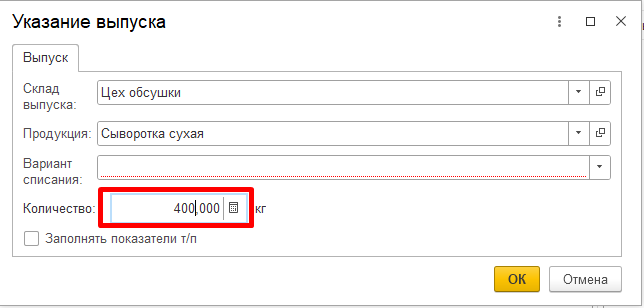 Указание выпуска
Выпуск
Склад выпуска: Цех обсушки
Продукция: Сыворотка сухая
Вариант списания:
Количество: 400,000 кг
Заполнять показатели т/п
ОК Отмена